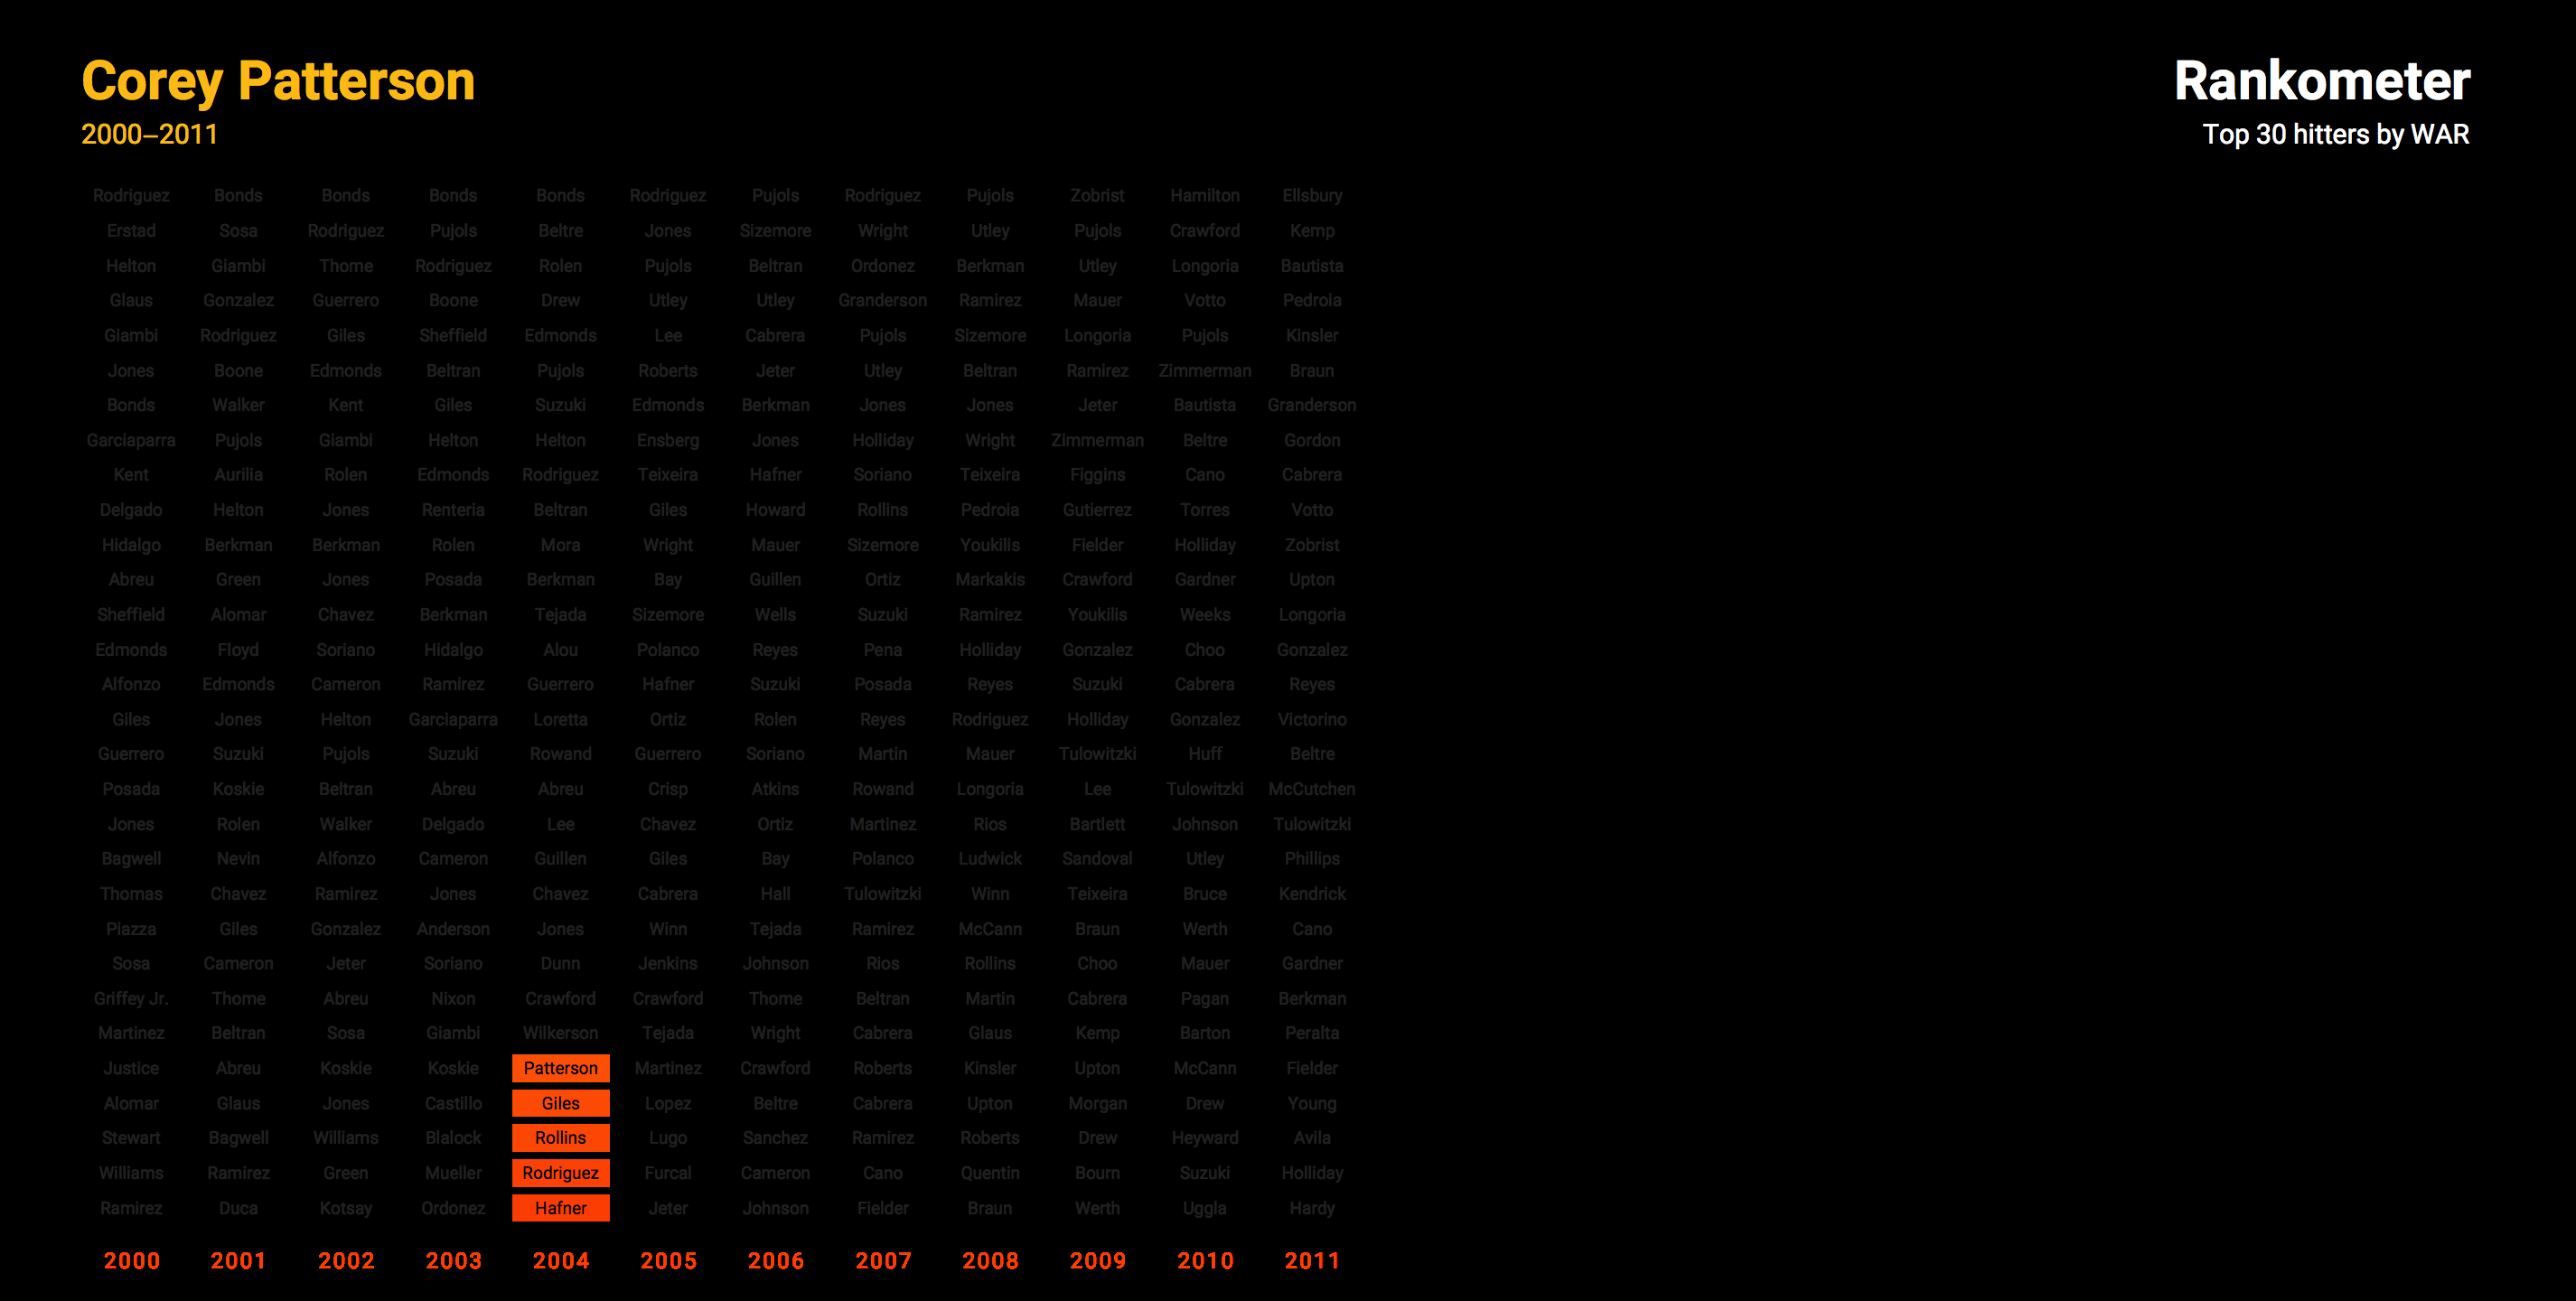 Corey Patterson
2000–2011
Rankometer
Top 30 hitters by WAR
Rodriguez Bonds Bonds Bonds Bonds Rodriguez Pujols Rodriguez Pujols Zobrist Hamilton Ellsbury
Erstad Sosa Rodriguez Pujols Beltre Jones Sizemore Wright Utley Pujols Crawford Kemp
Helton Giambi Thome Rodriguez Rolen Pujols Beltran Ordonez Berkman Utley Longoria Bautista
Glaus Gonzalez Guerrero Boone Drew Utley Utley Granderson Ramirez Mauer Votto Pedroia
Giambi Rodriguez Giles Sheffield Edmonds Lee Cabrera Pujols Sizemore Longoria Pujols Kinsler
Jones Boone Edmonds Beltran Pujols Roberts Jeter Utley Beltran Ramirez Zimmerman Braun
Bonds Walker Kent Giles Suzuki Edmonds Berkman Jones Jones Jeter Bautista Granderson
Garciaparra Pujols Giambi Helton Helton Ensberg Jones Holliday Wright Zimmerman Beltre Gordon
Kent Aurilia Rolen Edmonds Rodriguez Teixeira Hafner Soriano Teixeira Figgins Cano Cabrera
Delgado Helton Jones Renteria Beltran Giles Howard Rollins Pedroia Gutierrez Torres Votto
Hidalgo Berkman Berkman Rolen Mora Wright Mauer Sizemore Youkilis Fielder Holliday Zobrist
Abreu Green Jones Posada Berkman Bay Guillen Ortiz Markakis Crawford Gardner Upton
Sheffield Alomar Chavez Berkman Tejada Sizemore Wells Suzuki Ramirez Youkilis Weeks Longoria
Edmonds Floyd Soriano Hidalgo Alou Polanco Reyes Pena Holliday Gonzalez Choo Gonzalez
Alfonzo Edmonds Cameron Ramirez Guerrero Hafner Suzuki Posada Reyes Suzuki Cabrera Reyes
Giles Jones Helton Garciaparra Loretta Ortiz Rolen Reyes Rodriguez Holliday Gonzalez Victorino
Guerrero Suzuki Pujols Suzuki Rowand Guerrero Soriano Martin Mauer Tulowitzki Huff Beltre
Posada Koskie Beltran Abreu Abreu Crisp Atkins Rowand Longoria Lee Tulowitzki McCutchen
Jones Rolen Walker Delgado Lee Chavez Ortiz Martinez Rios Bartlett Johnson Tulowitzki
Bagwell Nevin Alfonzo Cameron Guillen Giles Bay Polanco Ludwick Sandoval Utley Phillips
Thomas Chavez Ramirez Jones Chavez Cabrera Hall Tulowitzki Winn Teixeira Bruce Kendrick
Piazza Giles Gonzalez Anderson Jones Winn Tejada Ramirez McCann Braun Werth Cano
Sosa Cameron Jeter Soriano Dunn Jenkins Johnson Rios Rollins Choo Mauer Gardner
Griffey Jr. Thome Abreu Nixon Crawford Crawford Thome Beltran Martin Cabrera Pagan Berkman
Martinez Beltran Sosa Giambi Wilkerson Tejada Wright Cabrera Glaus Kemp Barton Peralta
Justice Abreu Koskie Koskie Patterson Martinez Crawford Roberts Kinsler Upton McCann Fielder
Alomar Glaus Jones Castillo Giles Lopez Beltre Cabrera Upton Morgan Drew Young
Stewart Bagwell Williams Blalock Rollins Lugo Sanchez Ramirez Roberts Drew Heyward Avila
Williams Ramirez Green Mueller Rodriguez Furcal Cameron Cano Quentin Bourn Suzuki Holliday
Ramirez Duca Kotsay Ordonez Hafner Jeter Johnson Fielder Braun Werth Uggla Hardy
2000 2001 2002 2003 2004 2005 2006 2007 2008 2009 2010 2011